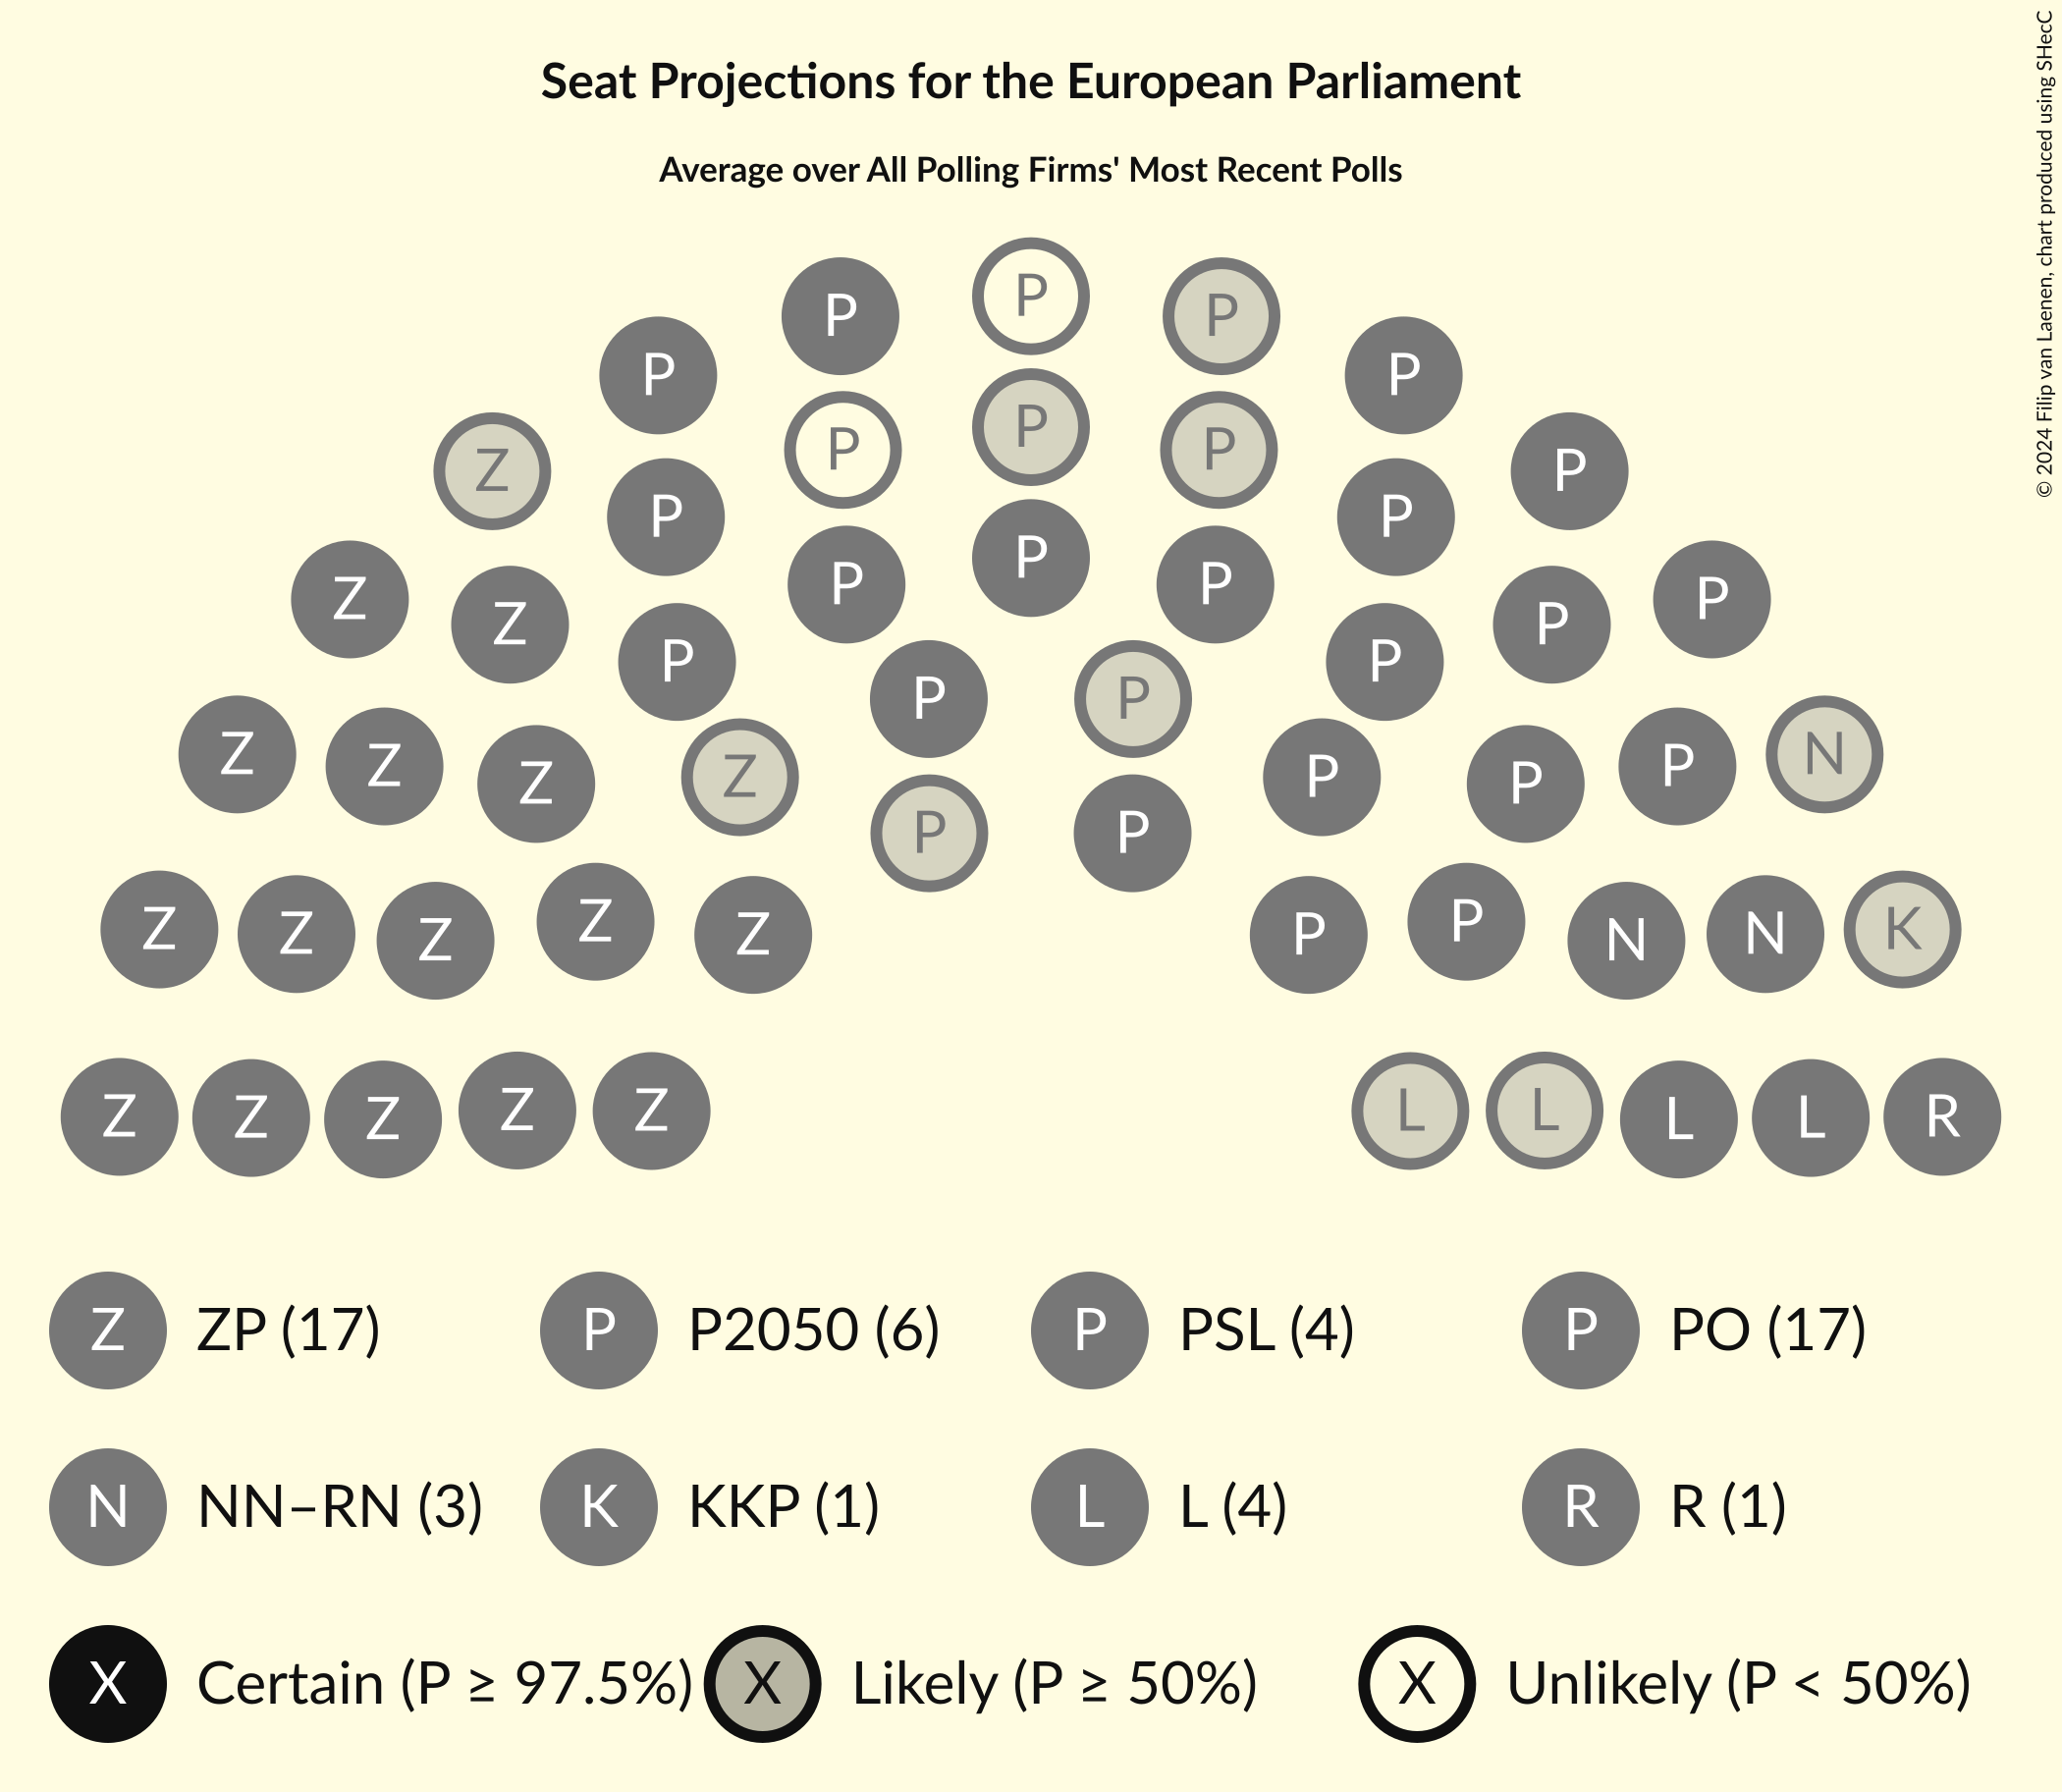 Seat Projections for the European Parliament
Average over All Polling Firms' Most Recent Polls
© 2024 Filip van Laenen, chart produced using SHecC
P
P P
P P
P P P
Z P P P
P P
P P P
Z P
Z P
P P
P P
Z Z P P N
Z Z P P
Z P
P P
Z P
Z Z K
Z Z N N
Z P
Z Z L L
Z Z L R
Z L
Z ZP (17) P P2050 (6) P PSL (4) P PO (17)
N NN–RN (3) K KKP (1) L L (4) R R (1)
X Certain (P ≥ 97.5%) X Likely (P ≥ 50%) X Unlikely (P < 50%)